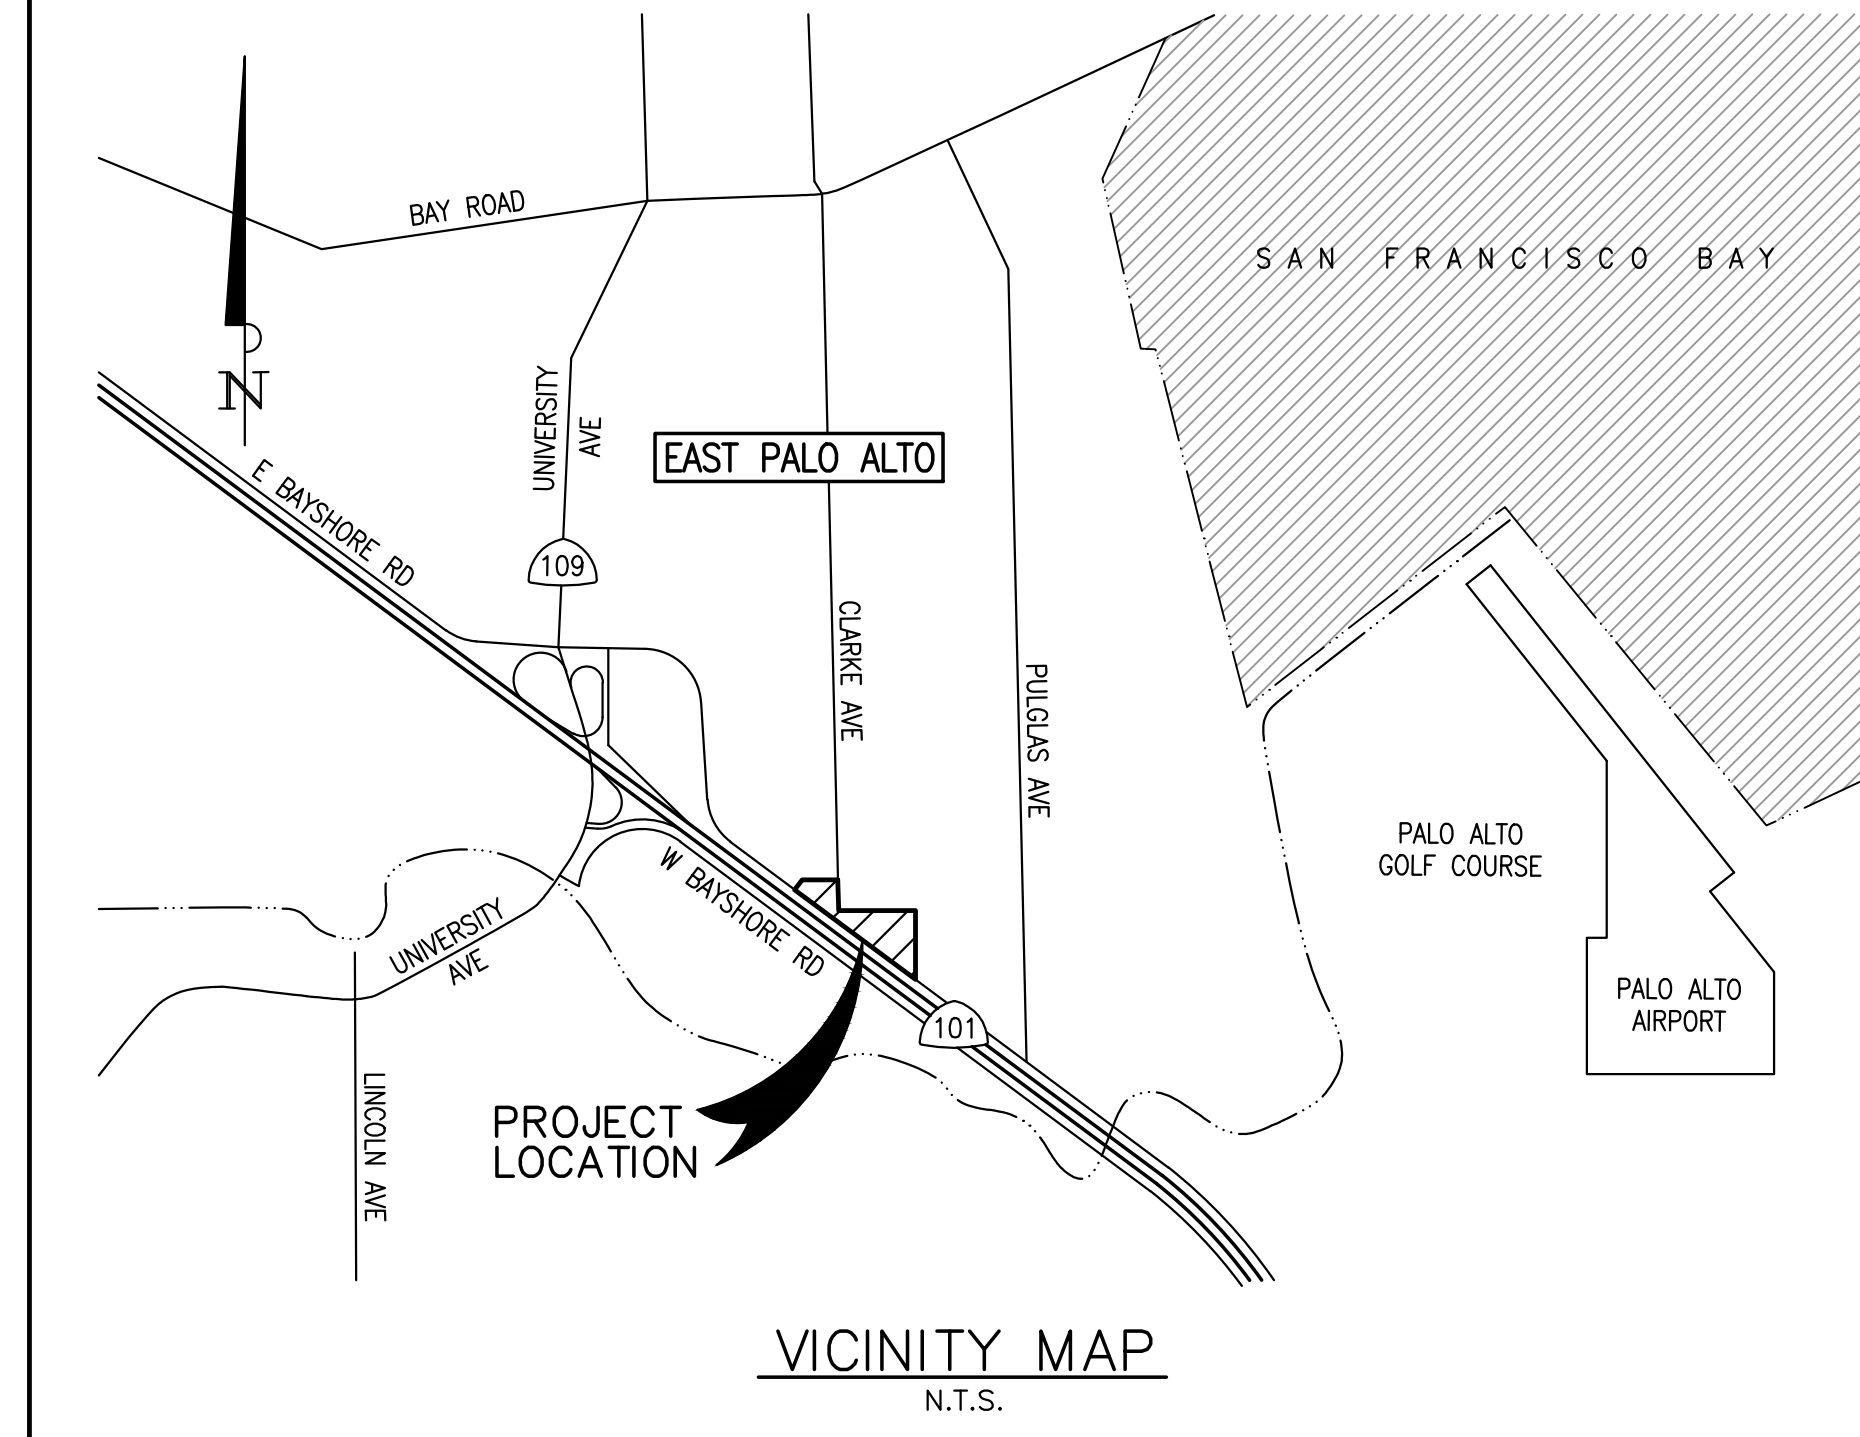 BAY ROAD
SAN FRANCISCO BAY
N
UNIVERSITY
AVE
EAST PALO ALTO
E BAYSHORE RD
109
CLARKE AVE
PULGLAS AVE
PALO ALTO
GOLF COURSE
W BAYSHORE RD
UNIVERSITY
AVE
PALO ALTO
AIRPORT
101
LINCOLN AVE
PROJECT
LOCATION
VICINITY MAP
N.T.S.